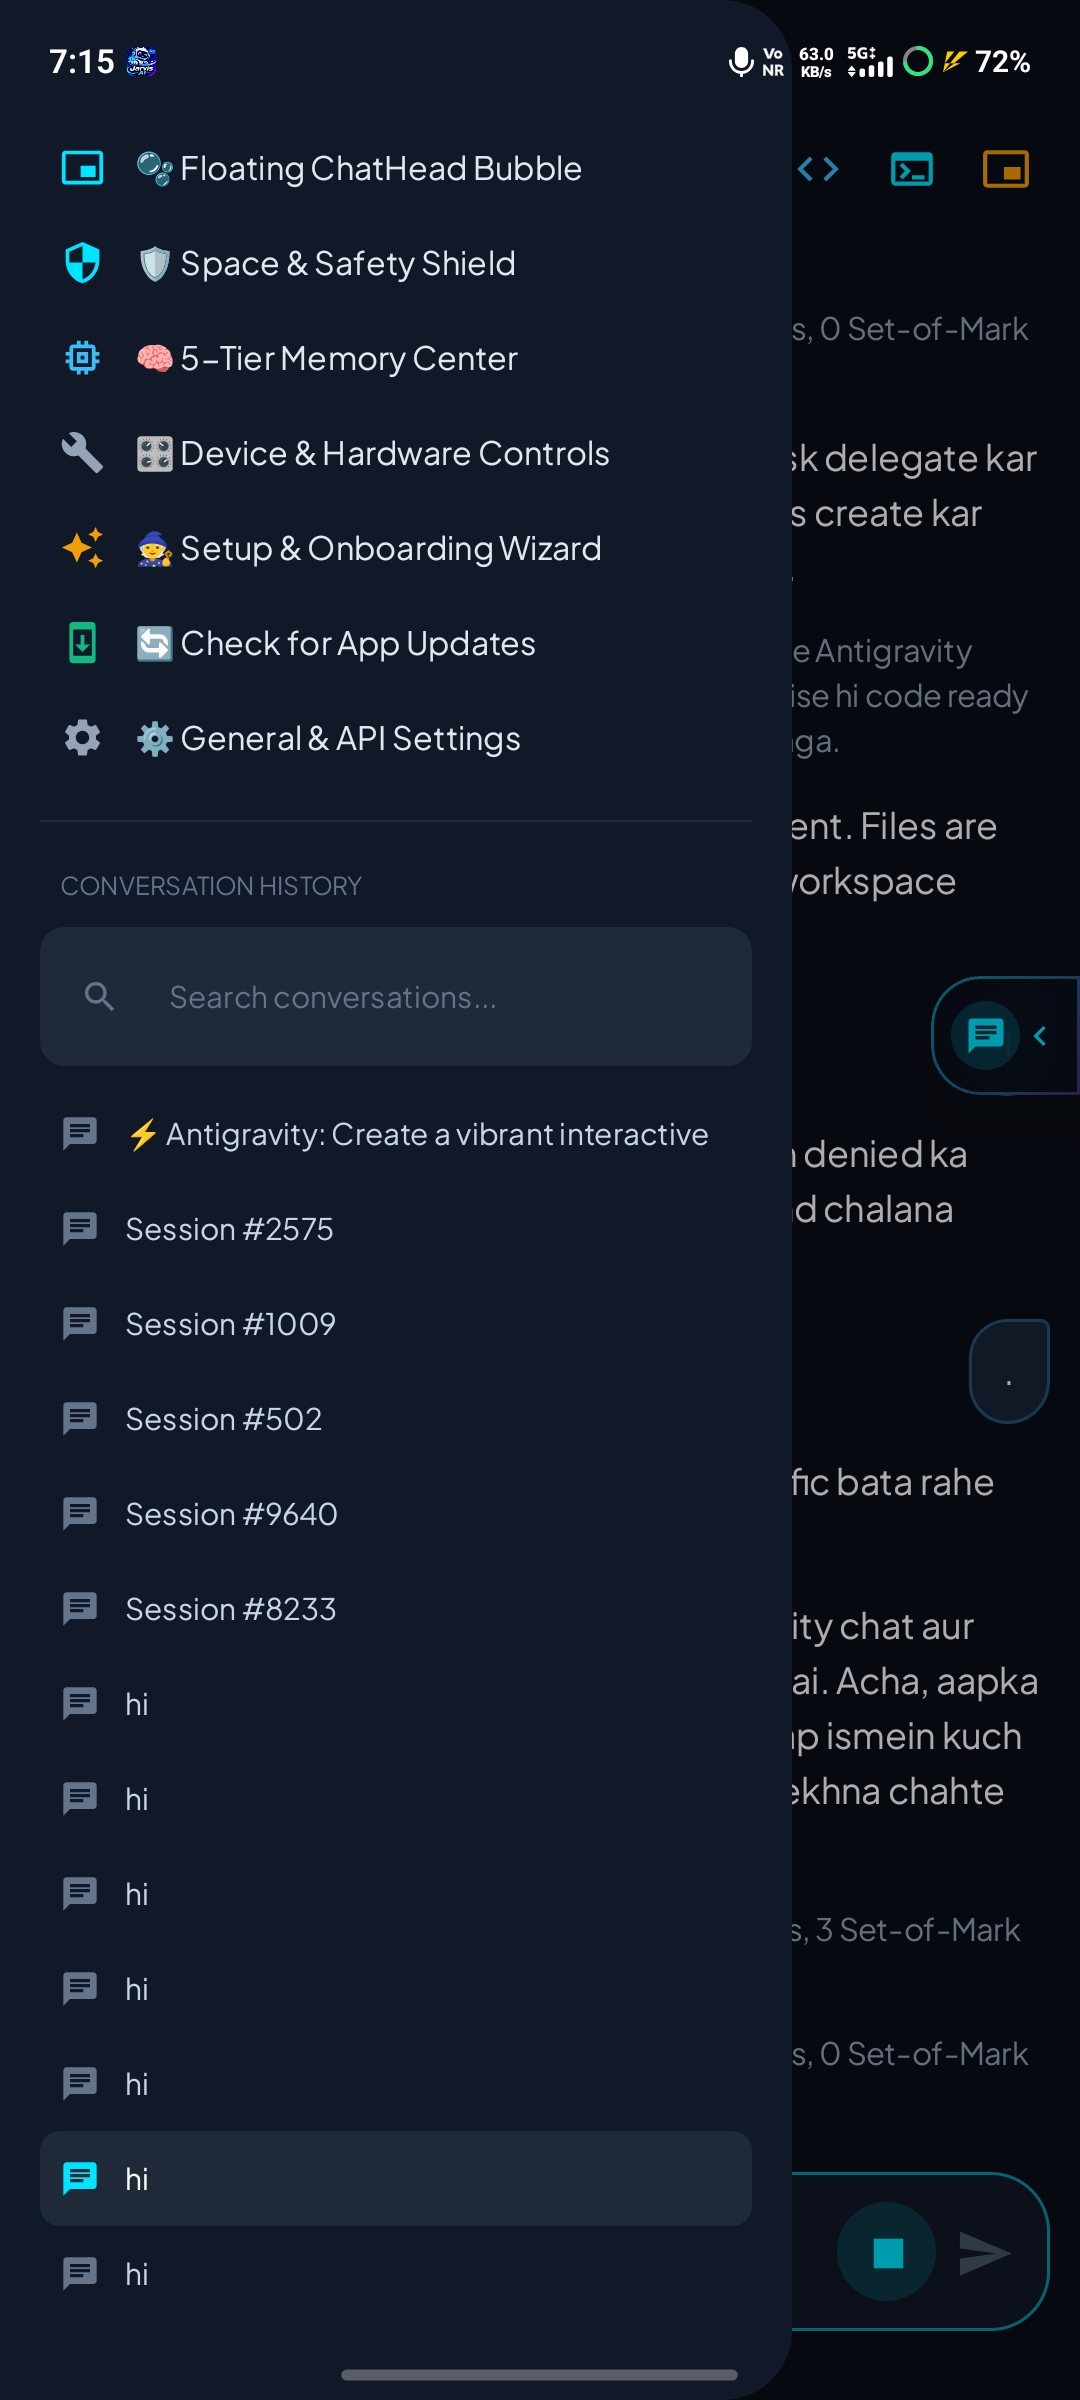 7:15
Jarvis
Vo
NR
63.0
KB/s
5G
72%
Floating ChatHead Bubble
Space & Safety Shield
5-Tier Memory Center
Device & Hardware Controls
Setup & Onboarding Wizard
Check for App Updates
General & API Settings
CONVERSATION HISTORY
Search conversations...
Antigravity: Create a vibrant interactive
Session #2575
Session #1009
Session #502
Session #9640
Session #8233
hi
hi
hi
hi
hi
hi
hi
s, 0 Set-of-Mark
sk delegate kar
s create kar
.
e Antigravity
ise hi code ready
ga.
ent. Files are
orkspace
denied ka
d chalana
.
fic bata rahe
ity chat aur
ai. Acha, aapka
p ismein kuch
ekhna chahte
s, 3 Set-of-Mark
s, 0 Set-of-Mark